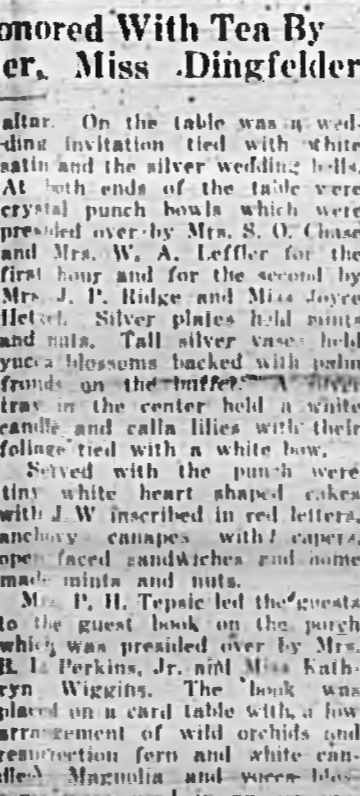 onored With Tea By
er, Miss Dingfelder
altar. On the table was a wed-
ding invitation tied with white
satin and the silver wedding bells.
At both ends of the table were
crystal punch bowls which were
presided over by Mrs. S. O. Chase
and Mrs. W. A. Leffler for the
first hour and for the second by
Mrs. J. P. Ridge and Miss Joyce
Silver plates held mints
and nuts. Tall silver vases held
yucca blossoms backed with palm
fronds on the buffet. A silver
tray in the center held a white
candle and calla lilies with their
foliage tied with a white bow.
Served with the punch were
tiny white heart shaped cakes
with J W inscribed in red letters,
anchovy canapes with capers,
open faced sandwiches and home
made mints and nuts.
Mrs. P. H. Tepsic led the guests
to the guest book on the porch
which was presided over by Mrs.
B. L. Perkins, Jr. and Miss Kath-
ryn Wiggins. The book was
placed on a card table with a low
arrangement of wild orchids and
resurrection fern and white can-
dles. Magnolia and yucca blos-